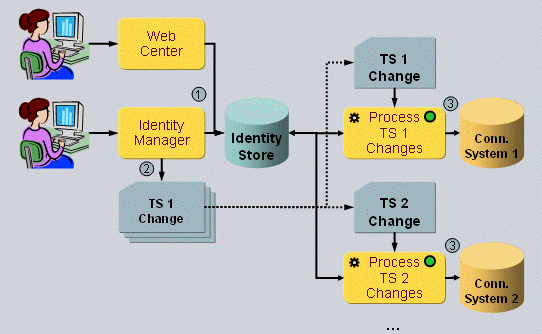 Web
Center
1
Identity
Manager
2
TS 1
Change
Identity
Store
TS 1
Change
Process
TS 1
Changes
3
Conn.
System 1
TS 2
Change
Process
TS 2
Changes
3
Conn.
System 2
...